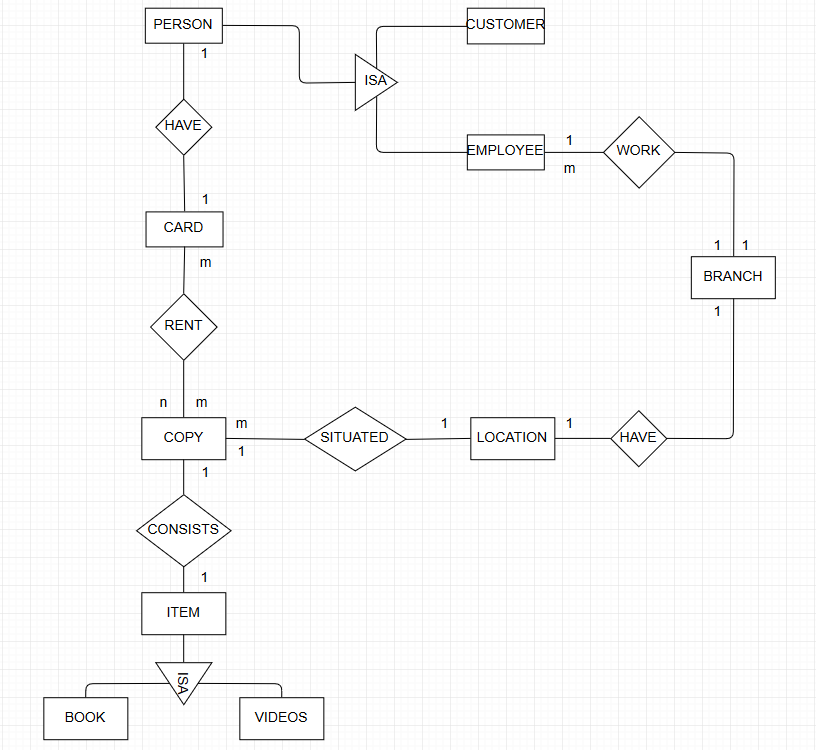 PERSON
CUSTOMER
1
ISA
HAVE
1
EMPLOYEE
WORK
m
1
CARD
1 1
m
BRANCH
1
RENT
n m
m 1 1
COPY
SITUATED
LOCATION
HAVE
1
1
CONSISTS
1
ITEM
ISA
BOOK
VIDEOS